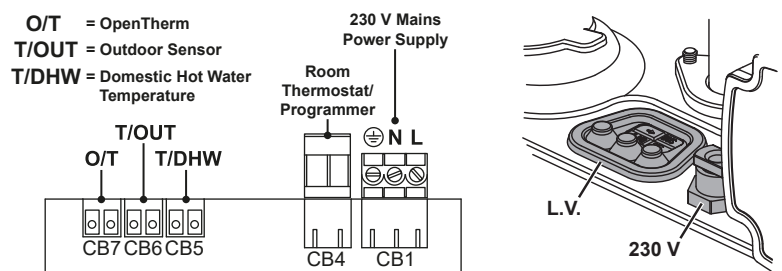 O/T = OpenTherm
T/OUT = Outdoor Sensor
T/DHW = Domestic Hot Water
Temperature
230 V Mains
Power Supply
Room
Thermostat/
Programmer
T/OUT
O/T
T/DHW
N L
CB7 CB6 CB5
CB4
CB1
L.V.
230 V